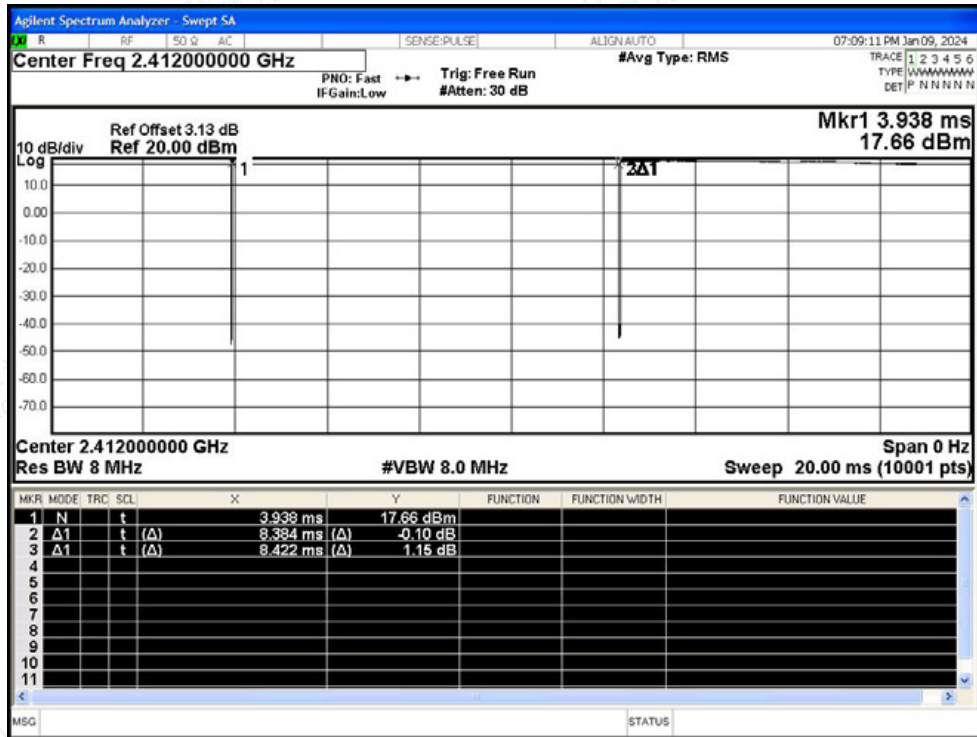 Agilent Spectrum Analyzer - Swept SA
R RF 50 Ω AC SENSE:PULSE ALIGNAUTO 07:09:11 PM Jan 09, 2024
Center Freq 2.412000000 GHz #Avg Type: RMS TRACE 1 2 3 4 5 6
PNO: Fast Trig: Free Run TYPE WWWWWW
IFGain:Low #Atten: 30 dB DET P N N N N N
Mkr1 3.938 ms
Ref Offset 3.13 dB
10 dB/div Ref 20.00 dBm 17.66 dBm
Log
1
10.0
0.00
-10.0
-20.0
-30.0
-40.0
-50.0
-60.0
-70.0
Center 2.412000000 GHz Span 0 Hz
Res BW 8 MHz #VBW 8.0 MHz Sweep 20.00 ms (10001 pts)
MKR MODE TRC SCL X Y FUNCTION FUNCTION WIDTH FUNCTION VALUE
1 N t 3.938 ms 17.66 dBm
2 Δ1 t (Δ) 8.384 ms (Δ) -0.10 dB
3 Δ1 t (Δ) 8.422 ms (Δ) 1.15 dB
4
5
6
7
8
9
10
11
MSG STATUS